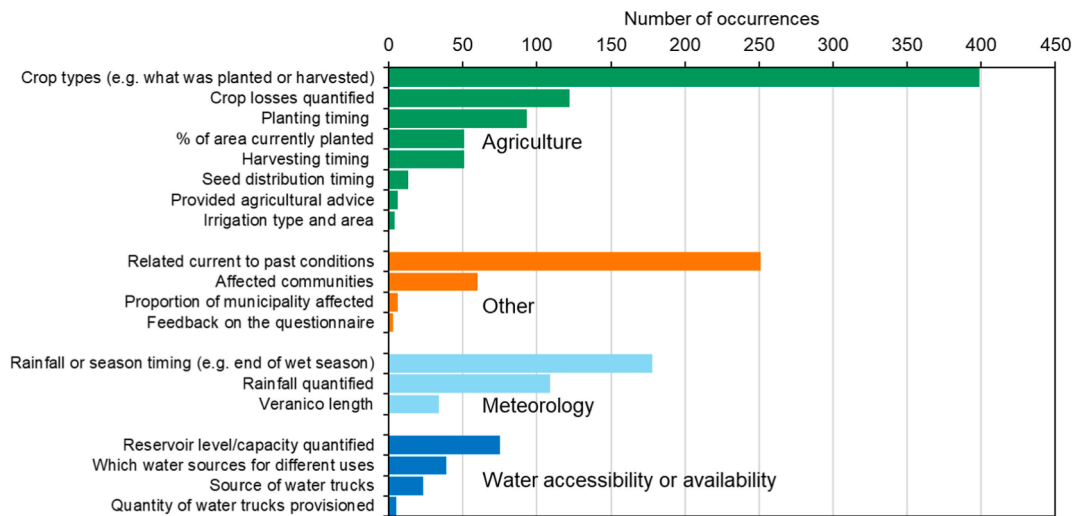 Number of occurrences
0 50 100 150 200 250 300 350 400 450
Crop types (e.g. what was planted or harvested)
Crop losses quantified
Planting timing
% of area currently planted
Agriculture
Harvesting timing
Seed distribution timing
Provided agricultural advice
Irrigation type and area
Related current to past conditions
Affected communities
Proportion of municipality affected
Other
Feedback on the questionnaire
Rainfall or season timing (e.g. end of wet season)
Rainfall quantified
Veranico length
Meteorology
Reservoir level/capacity quantified
Which water sources for different uses
Source of water trucks
Water accessibility or availability
Quantity of water trucks provisioned